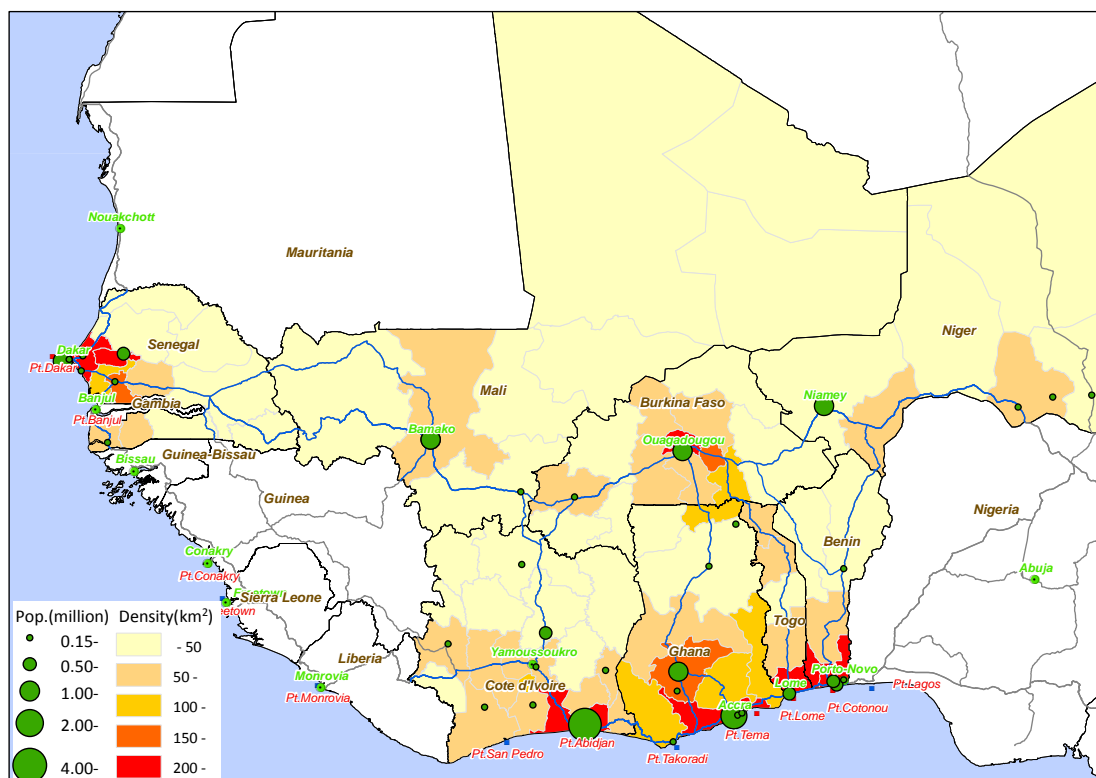 Nouakchott
Mauritania
Senegal
Dakar
Pt.Dakar
Niger
Mali
Burkina Faso
Niamey
Banjul
Gambia
Pt.Banjul
Bamako
Ouagadougou
Guinea-Bissau
Bissau
Guinea
Nigeria
Benin
Conakry
Pt.Conakry
Abuja
Sierra Leone
Togo
Liberia
Ghana
Yamoussoukro
Monrovia
Pt.Monrovia
Cote d'Ivoire
Porto-Novo
Lome
Pt.Lagos
Accra
Pt.Cotonou
Pt.Lome
Pt.Tema
Pt.San Pedro
Pt.Abidjan
Pt.Takoradi
Pop.(million) Density(km²)
0.15- - 50
0.50- 50 -
1.00- 100 -
2.00- 150 -
4.00- 200 -